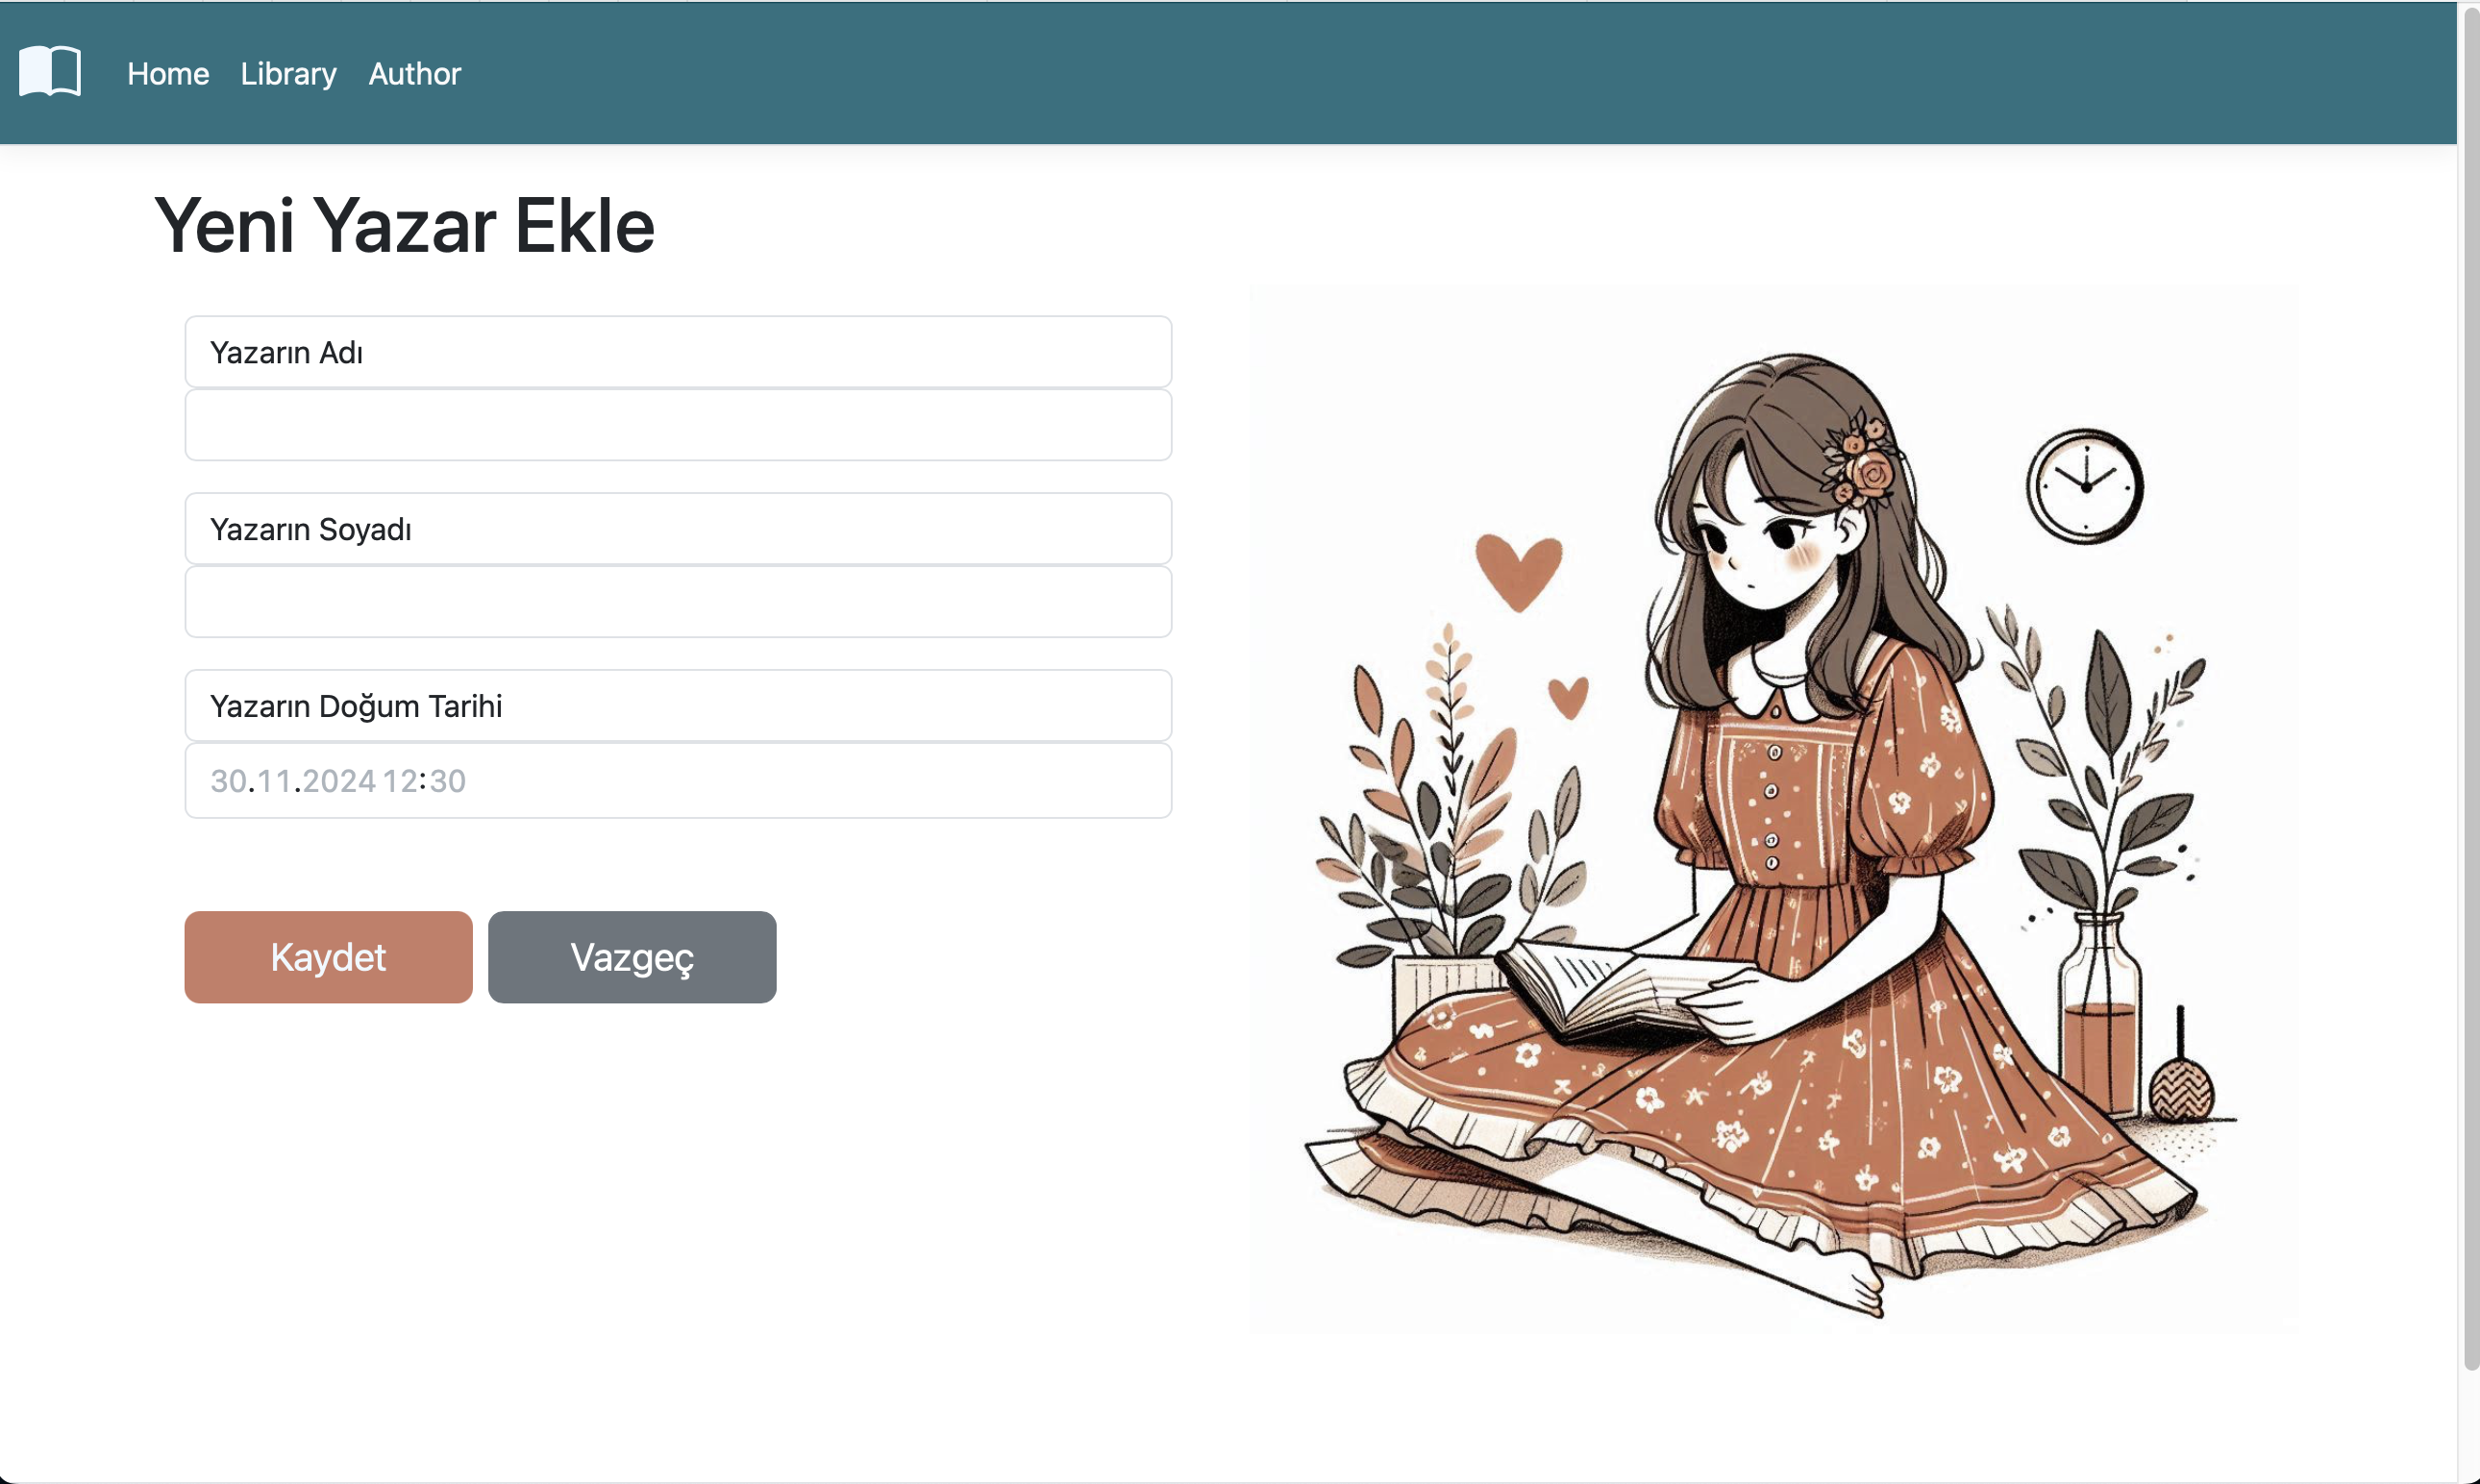 Home Library Author
Yeni Yazar Ekle
Yazarın Adı
Yazarın Soyadı
Yazarın Doğum Tarihi
30.11.2024 12:30
Kaydet Vazgeç